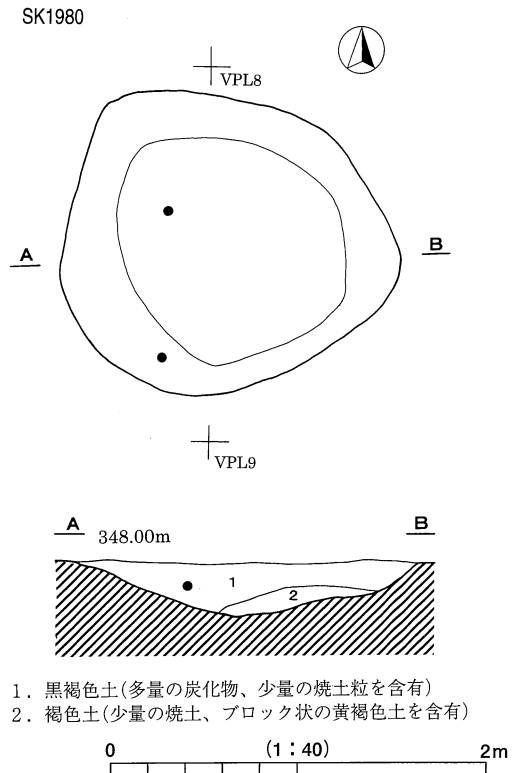 SK1980
VPL8
A
B
VPL9
A 348.00m B
1
2
1．黒褐色土(多量の炭化物、少量の焼土粒を含有)
2．褐色土(少量の焼土、ブロック状の黄褐色土を含有)
0 (1：40) 2m